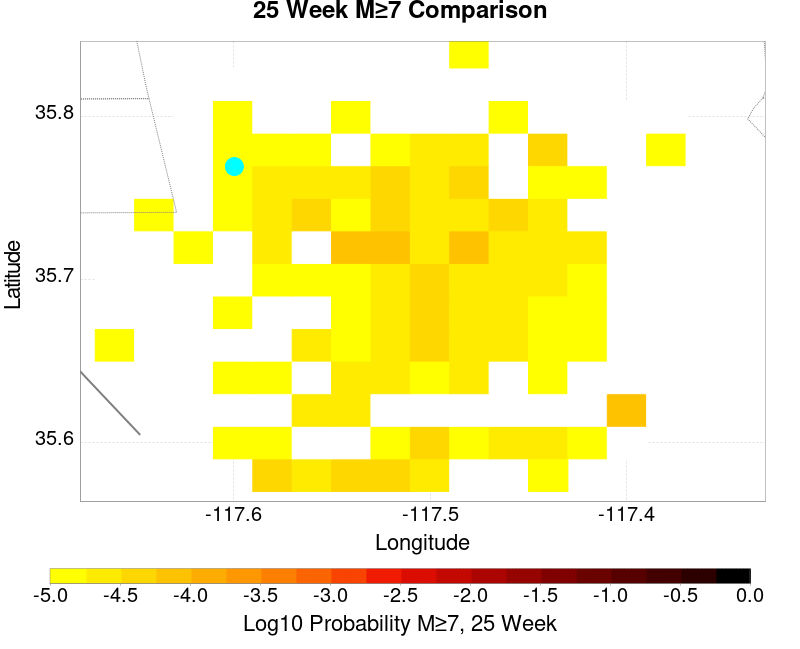 25 Week M≥7 Comparison
35.8
35.7
35.6
Latitude
-117.6 -117.5 -117.4
Longitude
-5.0 -4.5 -4.0 -3.5 -3.0 -2.5 -2.0 -1.5 -1.0 -0.5 0.0
Log10 Probability M≥7, 25 Week